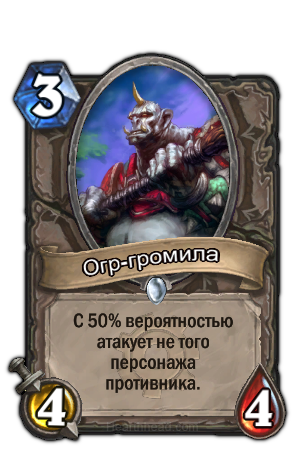 3
Огр-громила
С 50% вероятностью
атакует не того
персонажа
противника.
4
4